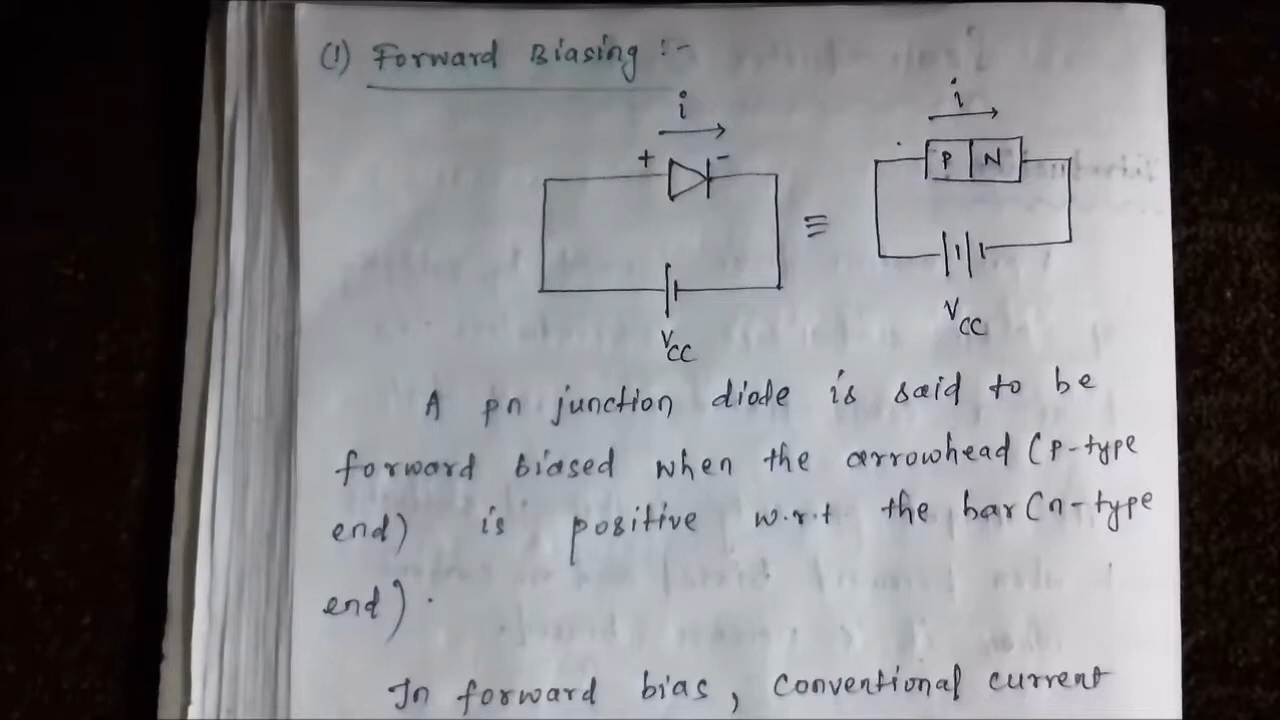 (1) Forward Biasing :-
i
i
+
-
P N
≡
VCC
VCC
A pn junction diode is said to be
forward biased when the arrowhead (P-type
end) is positive w.r.t the bar (n-type
end).
In forward bias, conventional current